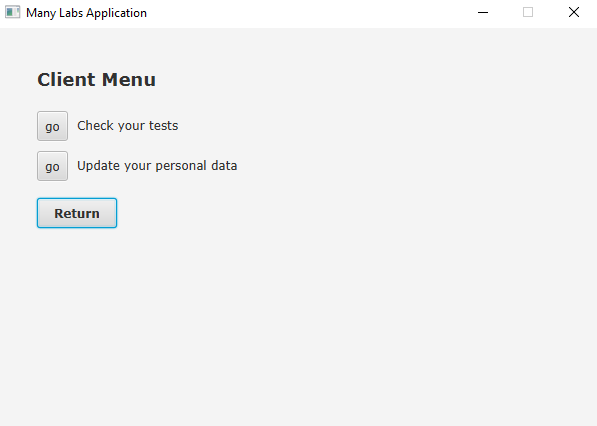 Many Labs Application
Client Menu
go Check your tests
go Update your personal data
Return